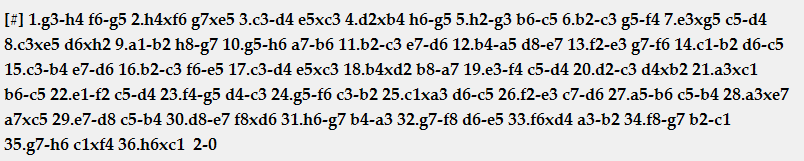 [#] 1.g3-h4 f6-g5 2.h4xf6 g7xe5 3.c3-d4 e5xc3 4.d2xb4 h6-g5 5.h2-g3 b6-c5 6.b2-c3 g5-f4 7.e3xg5 c5-d4
8.c3xe5 d6xh2 9.a1-b2 h8-g7 10.g5-h6 a7-b6 11.b2-c3 e7-d6 12.b4-a5 d8-e7 13.f2-e3 g7-f6 14.c1-b2 d6-c5
15.c3-b4 e7-d6 16.b2-c3 f6-e5 17.c3-d4 e5xc3 18.b4xd2 b8-a7 19.e3-f4 c5-d4 20.d2-c3 d4xb2 21.a3xc1
b6-c5 22.e1-f2 c5-d4 23.f4-g5 d4-c3 24.g5-f6 c3-b2 25.c1xa3 d6-c5 26.f2-e3 c7-d6 27.a5-b6 c5-b4 28.a3xe7
a7xc5 29.e7-d8 c5-b4 30.d8-e7 f8xd6 31.h6-g7 b4-a3 32.g7-f8 d6-e5 33.f6xd4 a3-b2 34.f8-g7 b2-c1
35.g7-h6 c1xf4 36.h6xc1 2-0